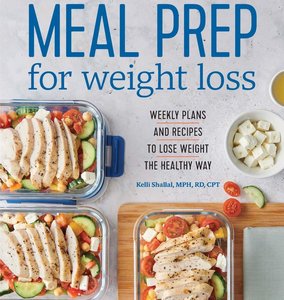 MEAL PREP
for weight loss
WEEKLY PLANS
AND RECIPES
TO LOSE WEIGHT
THE HEALTHY WAY
Kelli Shallal, MPH, RD, CPT